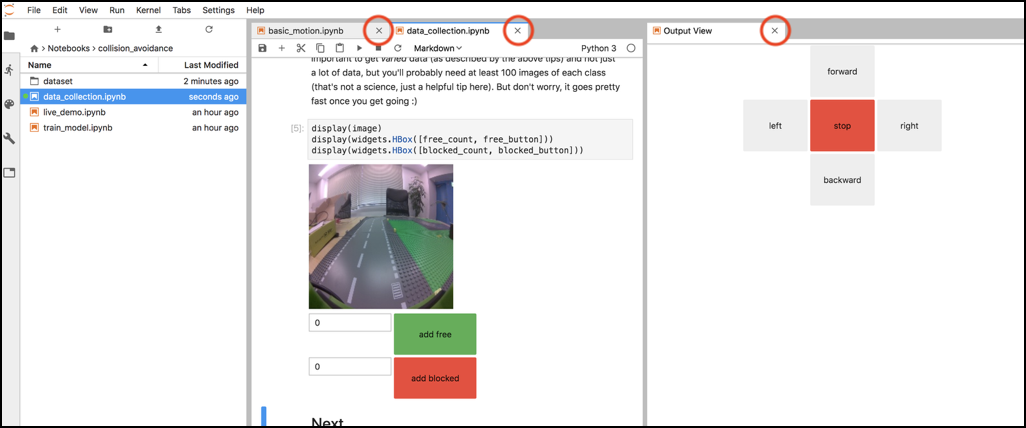 File Edit View Run Kernel Tabs Settings Help
Notebooks collision_avoidance
Name Last Modified
dataset 2 minutes ago
data_collection.ipynb seconds ago
live_demo.ipynb an hour ago
train_model.ipynb an hour ago
basic_motion.ipynb
data_collection.ipynb
Markdown
Python 3
important to get varied data (as described by the above tips) and not just
a lot of data, but you'll probably need at least 100 images of each class
(that's not a science, just a helpful tip here). But don't worry, it goes pretty
fast once you get going :)
[5]:
display(image)
display(widgets.HBox([free_count, free_button]))
display(widgets.HBox([blocked_count, blocked_button]))
0
add free
0
add blocked
Next
Output View
forward
left stop right
backward